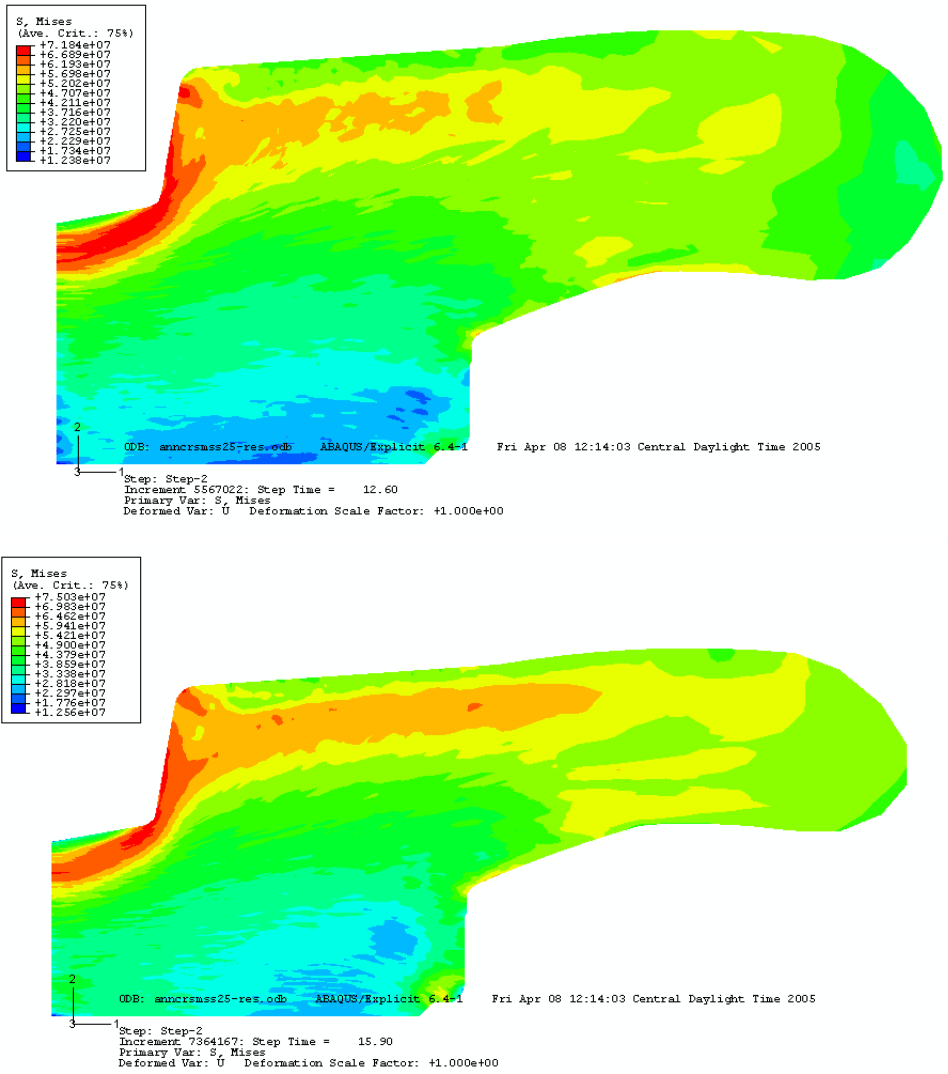 S, Mises
(Ave. Crit.: 75%)
+7.184e+07
+6.689e+07
+6.193e+07
+5.698e+07
+5.202e+07
+4.707e+07
+4.211e+07
+3.716e+07
+3.220e+07
+2.725e+07
+2.229e+07
+1.734e+07
+1.238e+07
2
3 1
ODB: anncrsmss25-res.odb ABAQUS/Explicit 6.4-1 Fri Apr 08 12:14:03 Central Daylight Time 2005
Step: Step-2
Increment 5567022: Step Time = 12.60
Primary Var: S, Mises
Deformed Var: U Deformation Scale Factor: +1.000e+00
S, Mises
(Ave. Crit.: 75%)
+7.503e+07
+6.983e+07
+6.462e+07
+5.941e+07
+5.421e+07
+4.900e+07
+4.379e+07
+3.859e+07
+3.338e+07
+2.818e+07
+2.297e+07
+1.776e+07
+1.256e+07
2
3 1
ODB: anncrsmss25-res.odb ABAQUS/Explicit 6.4-1 Fri Apr 08 12:14:03 Central Daylight Time 2005
Step: Step-2
Increment 7364167: Step Time = 15.90
Primary Var: S, Mises
Deformed Var: U Deformation Scale Factor: +1.000e+00